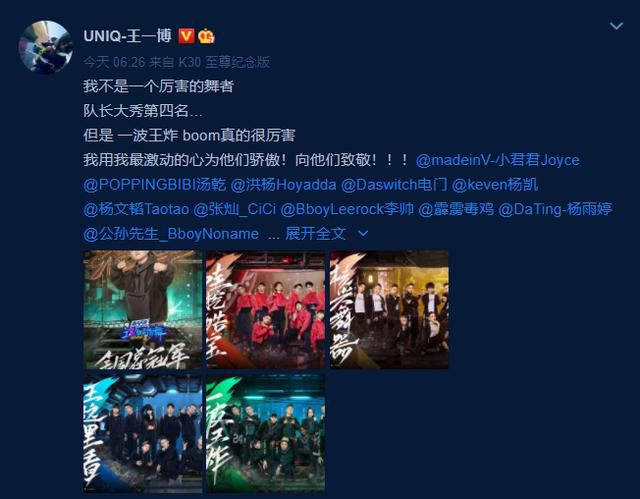 UNIQ-王一博
今天 06:26 来自 K30 至尊纪念版
我不是一个厉害的舞者
队长大秀第四名...
但是 一波王炸 boom真的很厉害
我用我最激动的心为他们骄傲！向他们致敬！！！@madeinV-小君君Joyce
@POPPINGBIBI汤乾 @洪杨Hoyadda @Daswitch电门 @keven杨凯
@杨文韬Taotao @张灿_CiCi @BboyLeerock李帅 @霹雳毒鸡 @DaTing-杨雨婷
@公孙先生_BboyNoname ... 展开全文
全国总冠军
一波王炸